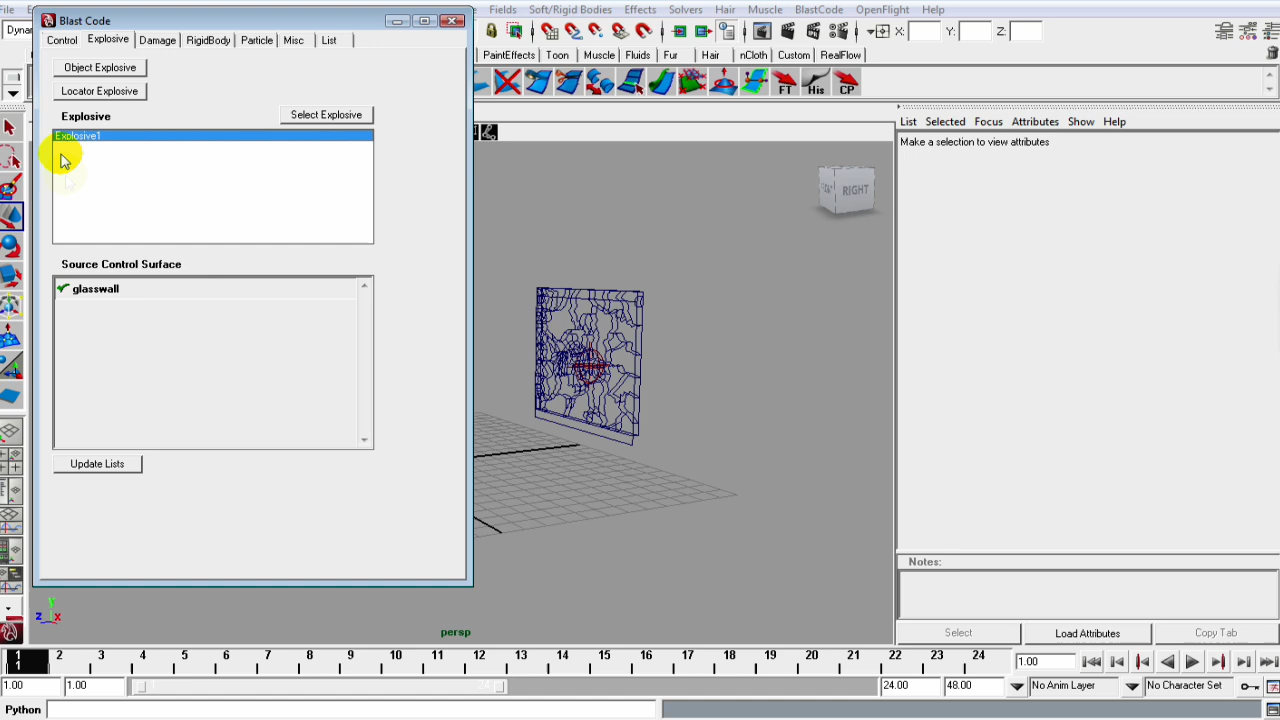 File
Fields Soft/Rigid Bodies Effects Solvers Hair Muscle BlastCode OpenFlight Help
Blast Code
X: Y: Z:
Control Explosive Damage RigidBody Particle Misc List
PaintEffects Toon Muscle Fluids Fur Hair nCloth Custom RealFlow
Object Explosive
FT His CP
Locator Explosive
Explosive Select Explosive
Explosive1
List Selected Focus Attributes Show Help
Make a selection to view attributes
RIGHT
Source Control Surface
glasswall
Update Lists
Notes:
y
z x
persp
Select Load Attributes Copy Tab
1 2 3 4 5 6 7 8 9 10 11 12 13 14 15 16 17 18 19 20 21 22 23 24
1
1.00
1.00 1.00 24 24.00 48.00 No Anim Layer No Character Set
Python